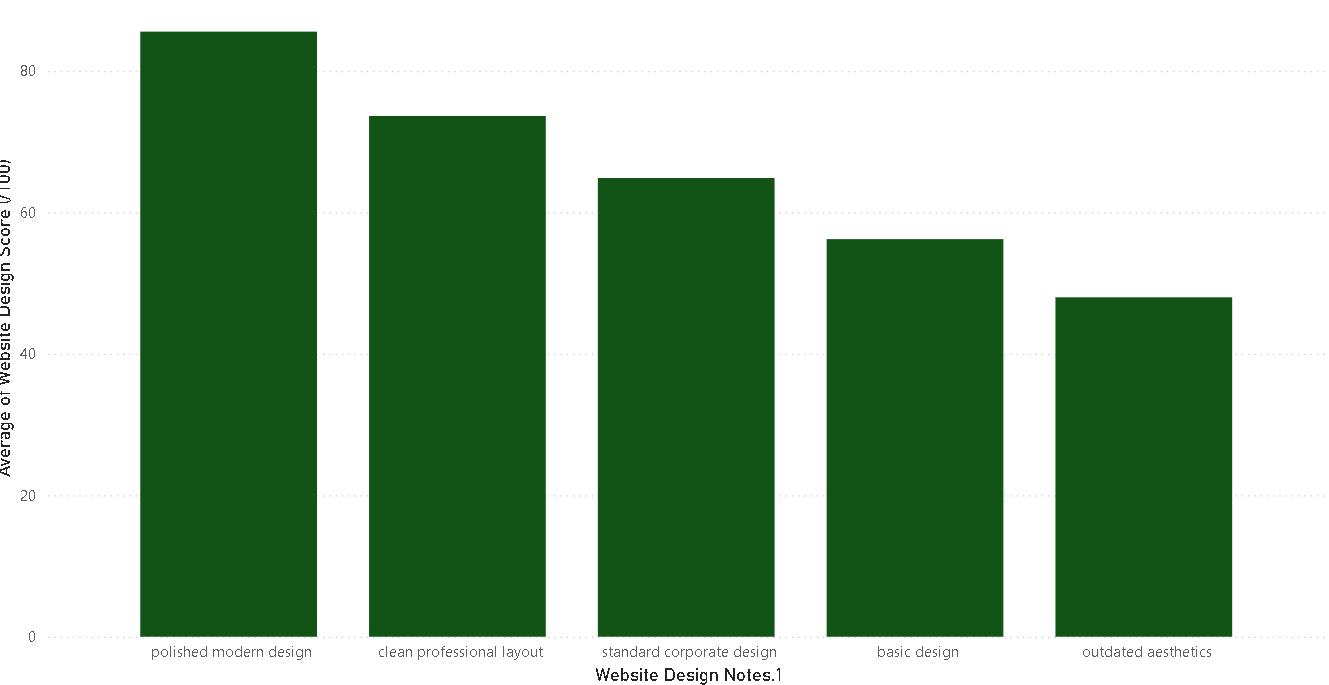 Average of Website Design Score (/100)
80
60
40
20
0
polished modern design
clean professional layout
standard corporate design
basic design
outdated aesthetics
Website Design Notes.1